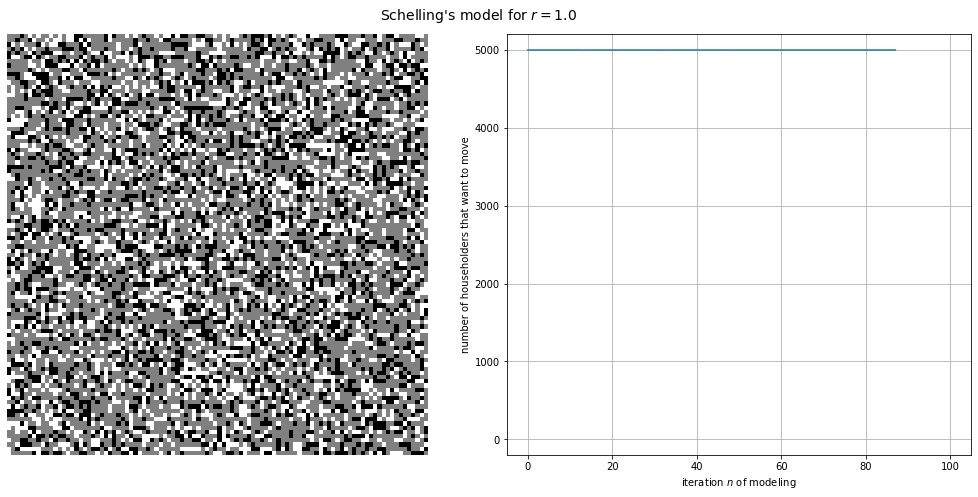 Schelling's model for r = 1.0
5000
4000
3000
2000
1000
0
number of householders that want to move
0 20 40 60 80 100
iteration n of modeling